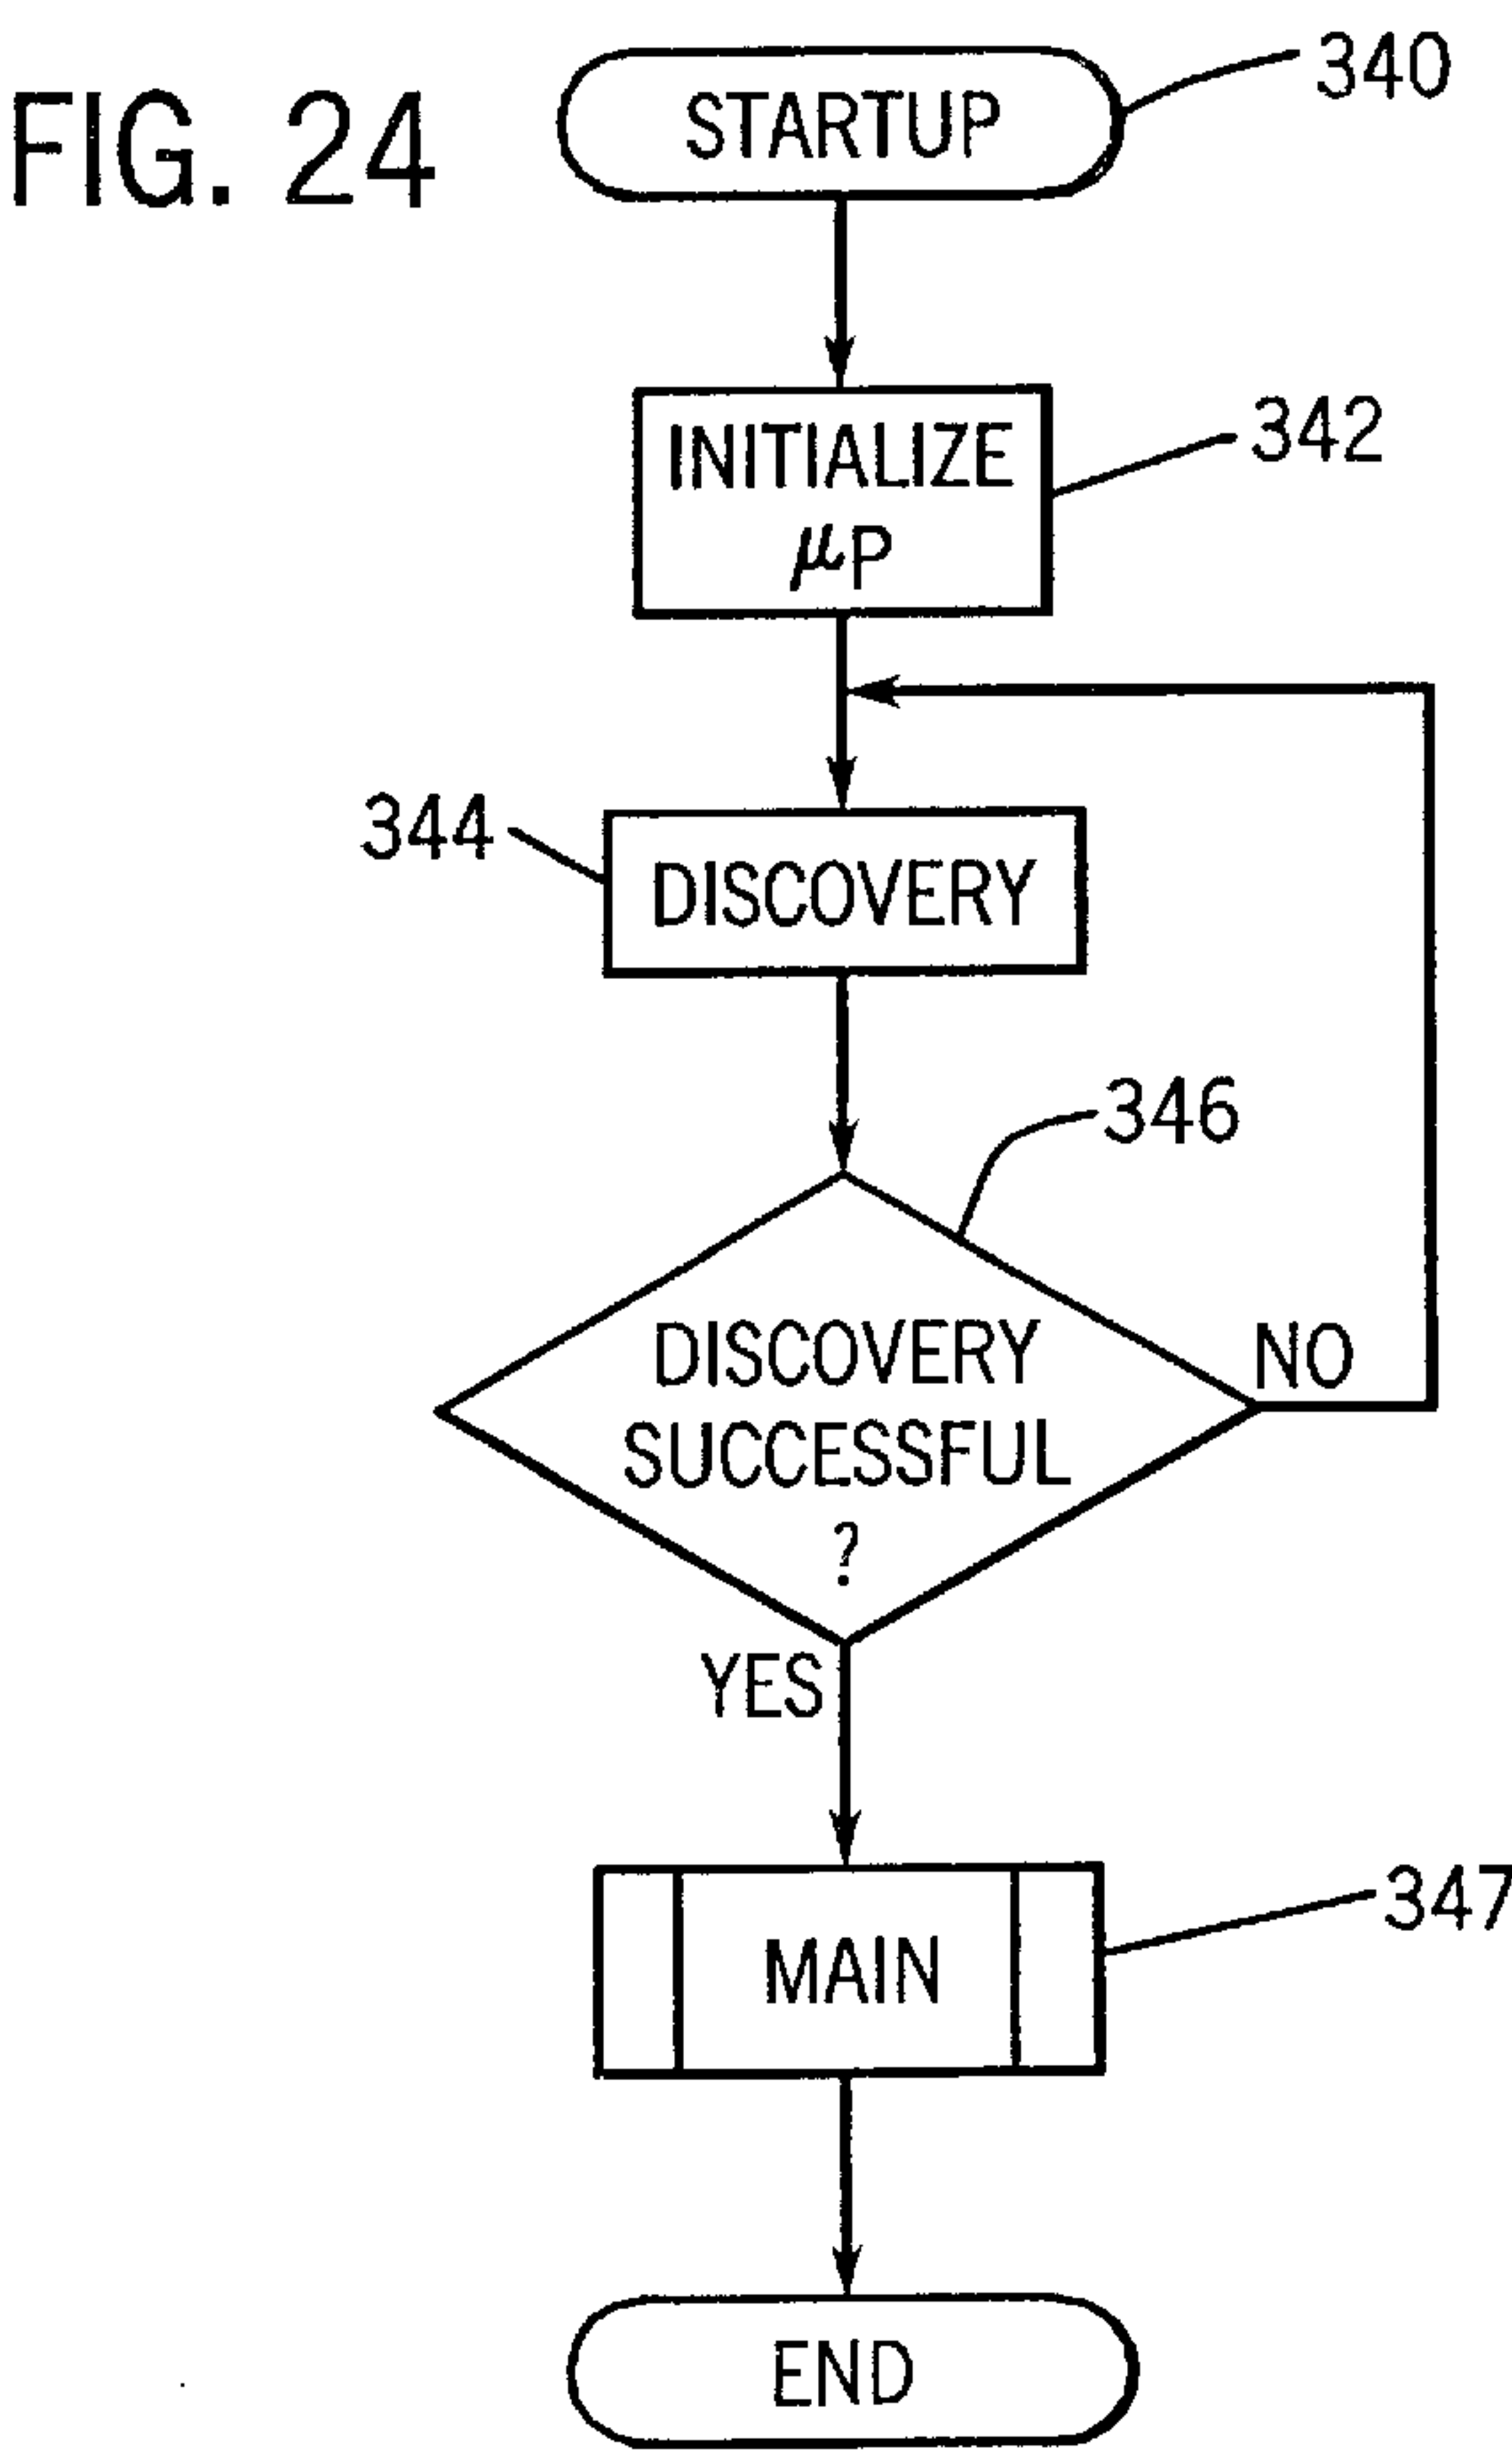 FIG. 24
STARTUP
340
INITIALIZE
μP
342
344
DISCOVERY
346
DISCOVERY
SUCCESSFUL
?
NO
YES
MAIN
347
END